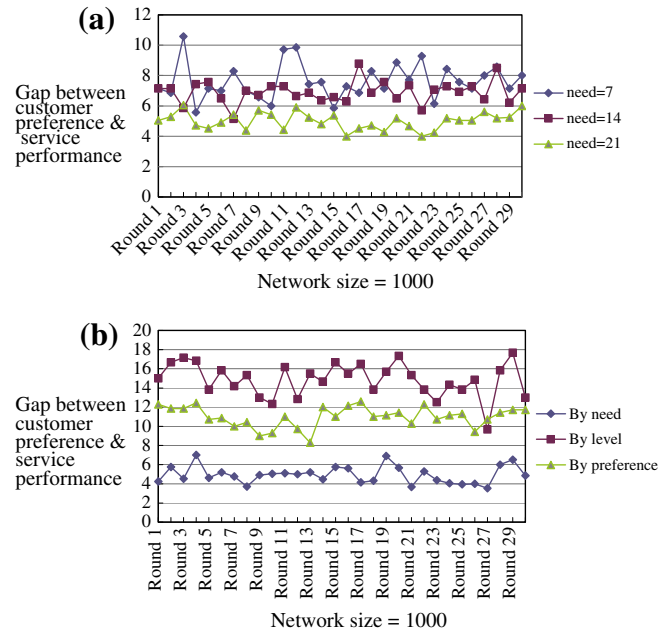 (a)
12
10
8
6
4
2
0
Gap between
customer
preference &
service
performance
need=7
need=14
need=21
Round 1
Round 3
Round 5
Round 7
Round 9
Round 11
Round 13
Round 15
Round 17
Round 19
Round 21
Round 23
Round 25
Round 27
Round 29
Network size = 1000
(b)
20
18
16
14
12
10
8
6
4
2
0
Gap between
customer
preference &
service
performance
By need
By level
By preference
Round 1
Round 3
Round 5
Round 7
Round 9
Round 11
Round 13
Round 15
Round 17
Round 19
Round 21
Round 23
Round 25
Round 27
Round 29
Network size = 1000